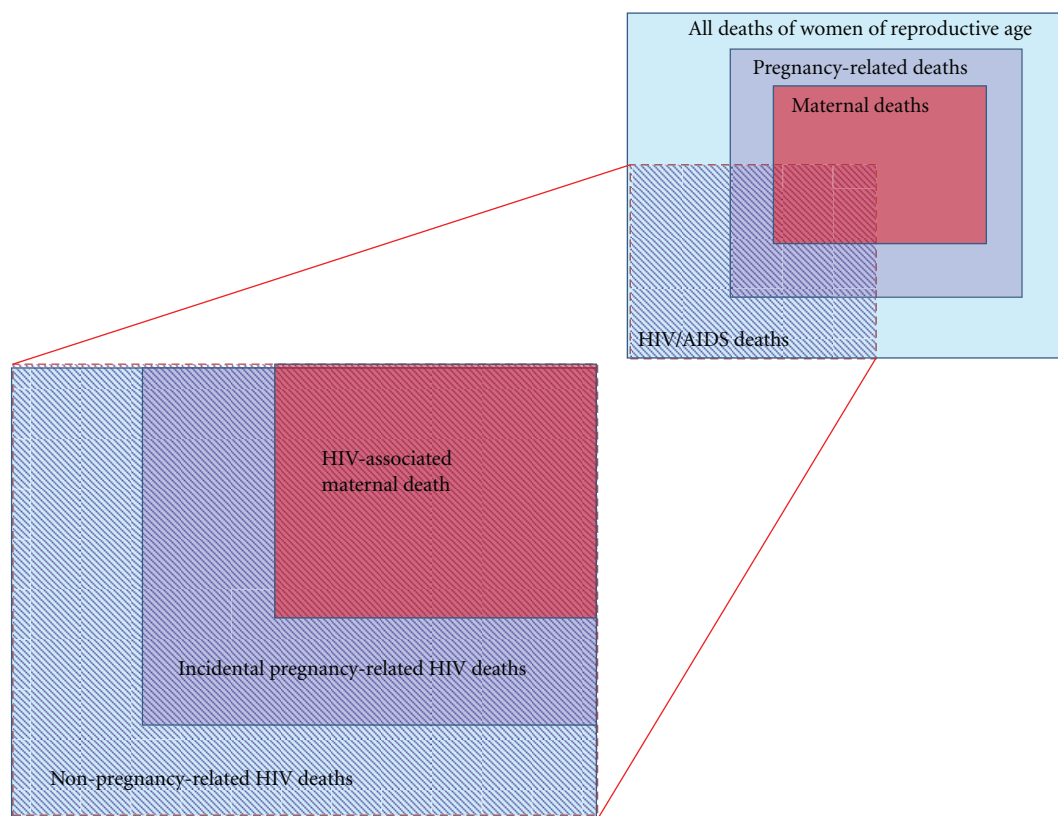 All deaths of women of reproductive age
Pregnancy-related deaths
Maternal deaths
HIV/AIDS deaths
HIV-associated
maternal death
Incidental pregnancy-related HIV deaths
Non-pregnancy-related HIV deaths